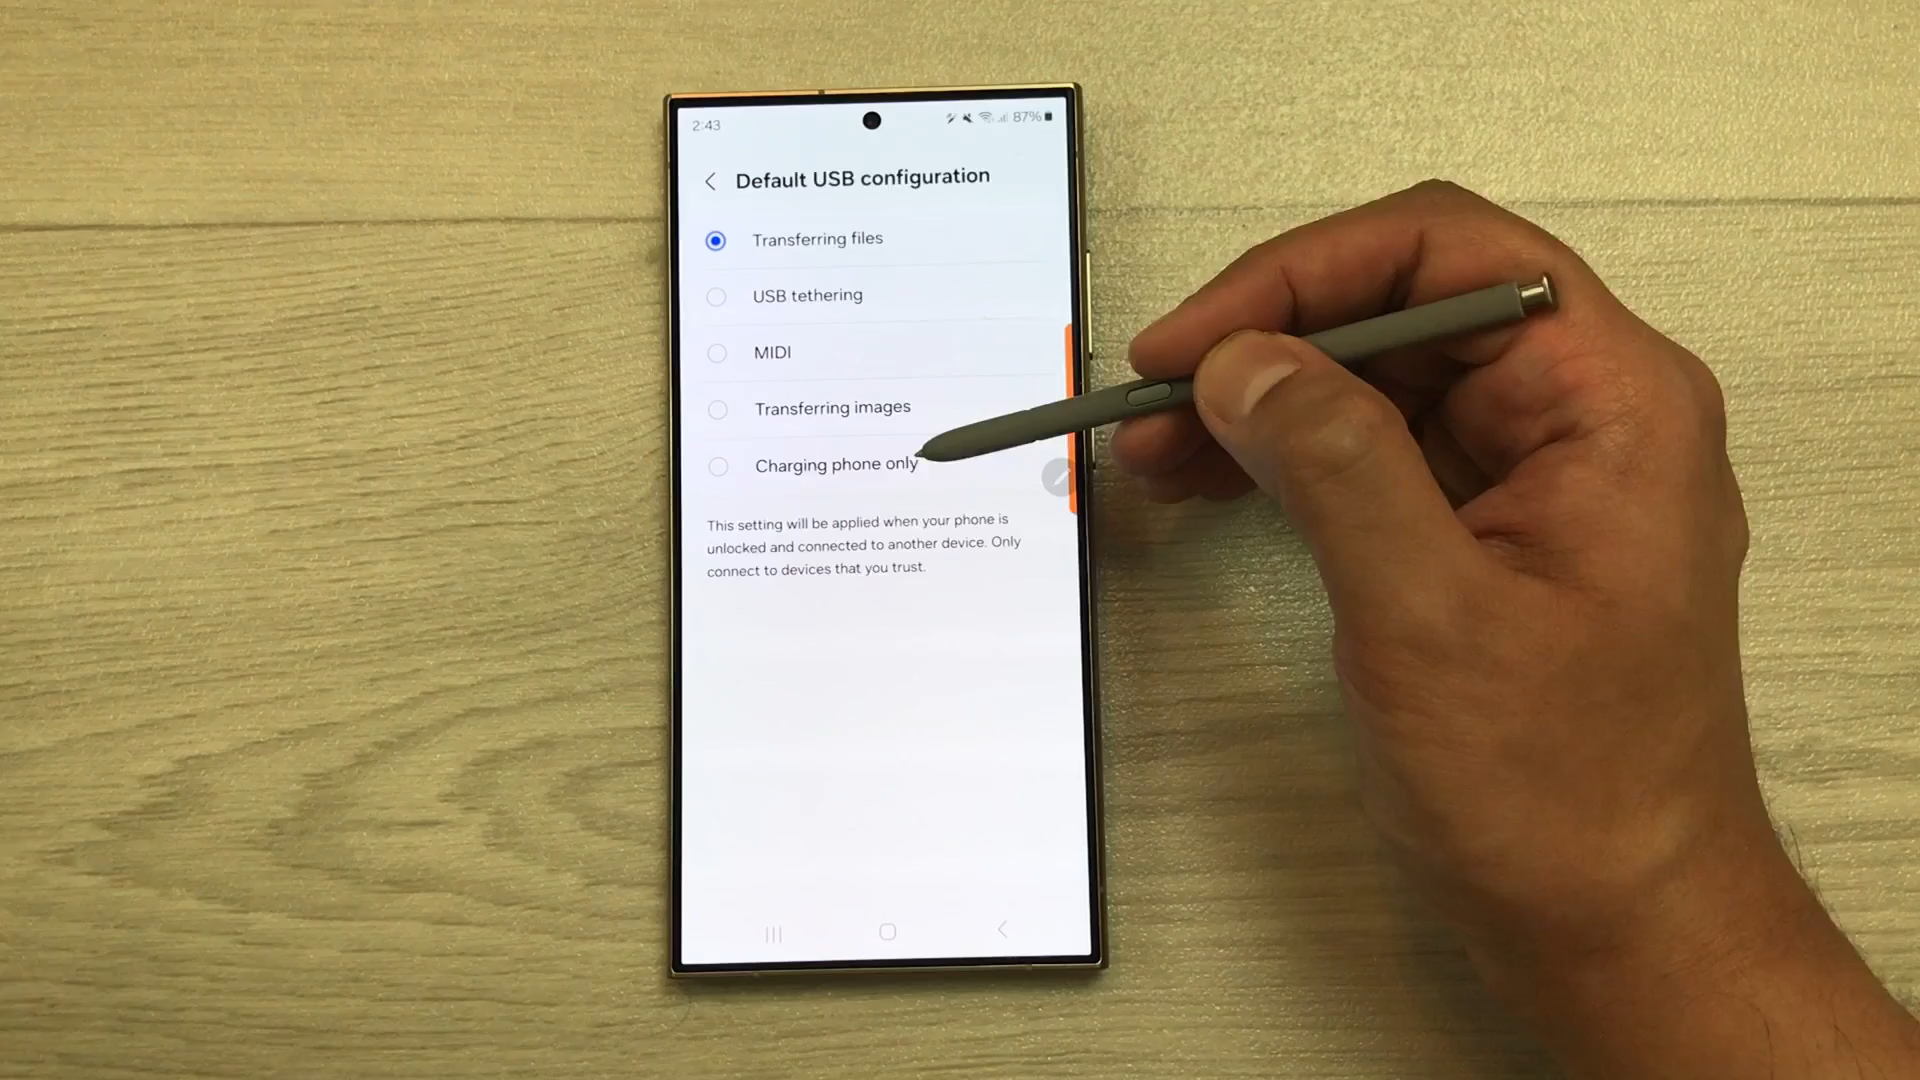 2:43
87%
Default USB configuration
Transferring files
USB tethering
MIDI
Transferring images
Charging phone only
This setting will be applied when your phone is
unlocked and connected to another device. Only
connect to devices that you trust.